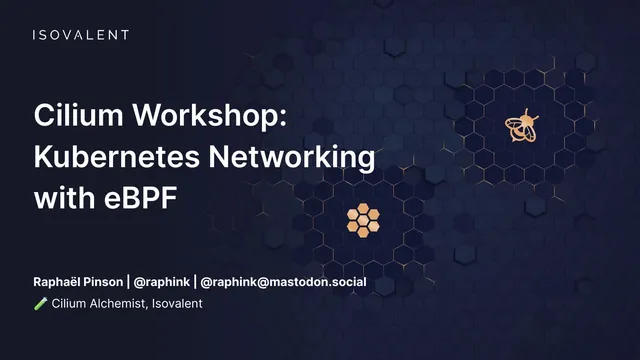 ISOVALENT
Cilium Workshop:
Kubernetes Networking
with eBPF
Raphaël Pinson | @raphink | @raphink@mastodon.social
🧪 Cilium Alchemist, Isovalent